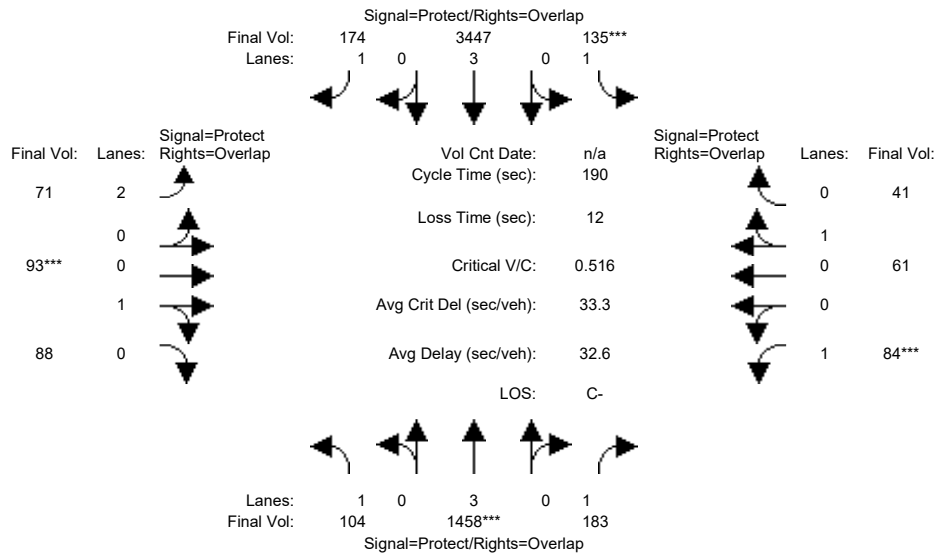 Signal=Protect/Rights=Overlap
Final Vol: 174 3447 135***
Lanes: 1 0 3 0 1
Signal=Protect
Final Vol: Lanes: Rights=Overlap
Vol Cnt Date: n/a
Signal=Protect
Rights=Overlap Lanes: Final Vol:
Cycle Time (sec): 190
71 2
0 41
Loss Time (sec): 12
0
1
93*** 0
Critical V/C: 0.516
0 61
1
Avg Crit Del (sec/veh): 33.3
0
88 0
Avg Delay (sec/veh): 32.6
1 84***
LOS: C-
Lanes: 1 0 3 0 1
Final Vol: 104 1458*** 183
Signal=Protect/Rights=Overlap